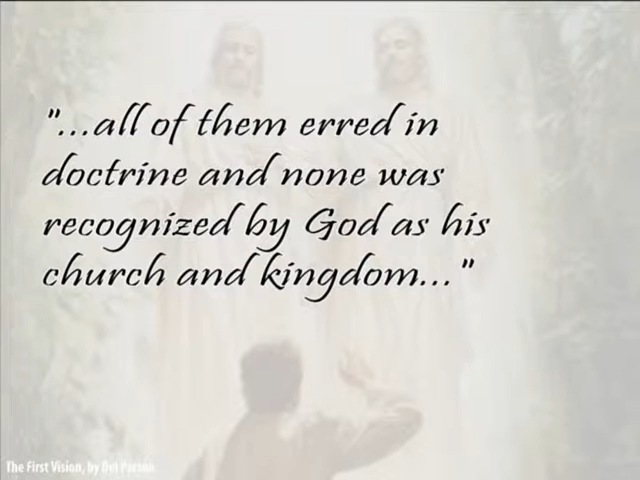 "...all of them erred in
doctrine and none was
recognized by God as his
church and kingdom..."
The First Vision, by Del Parson